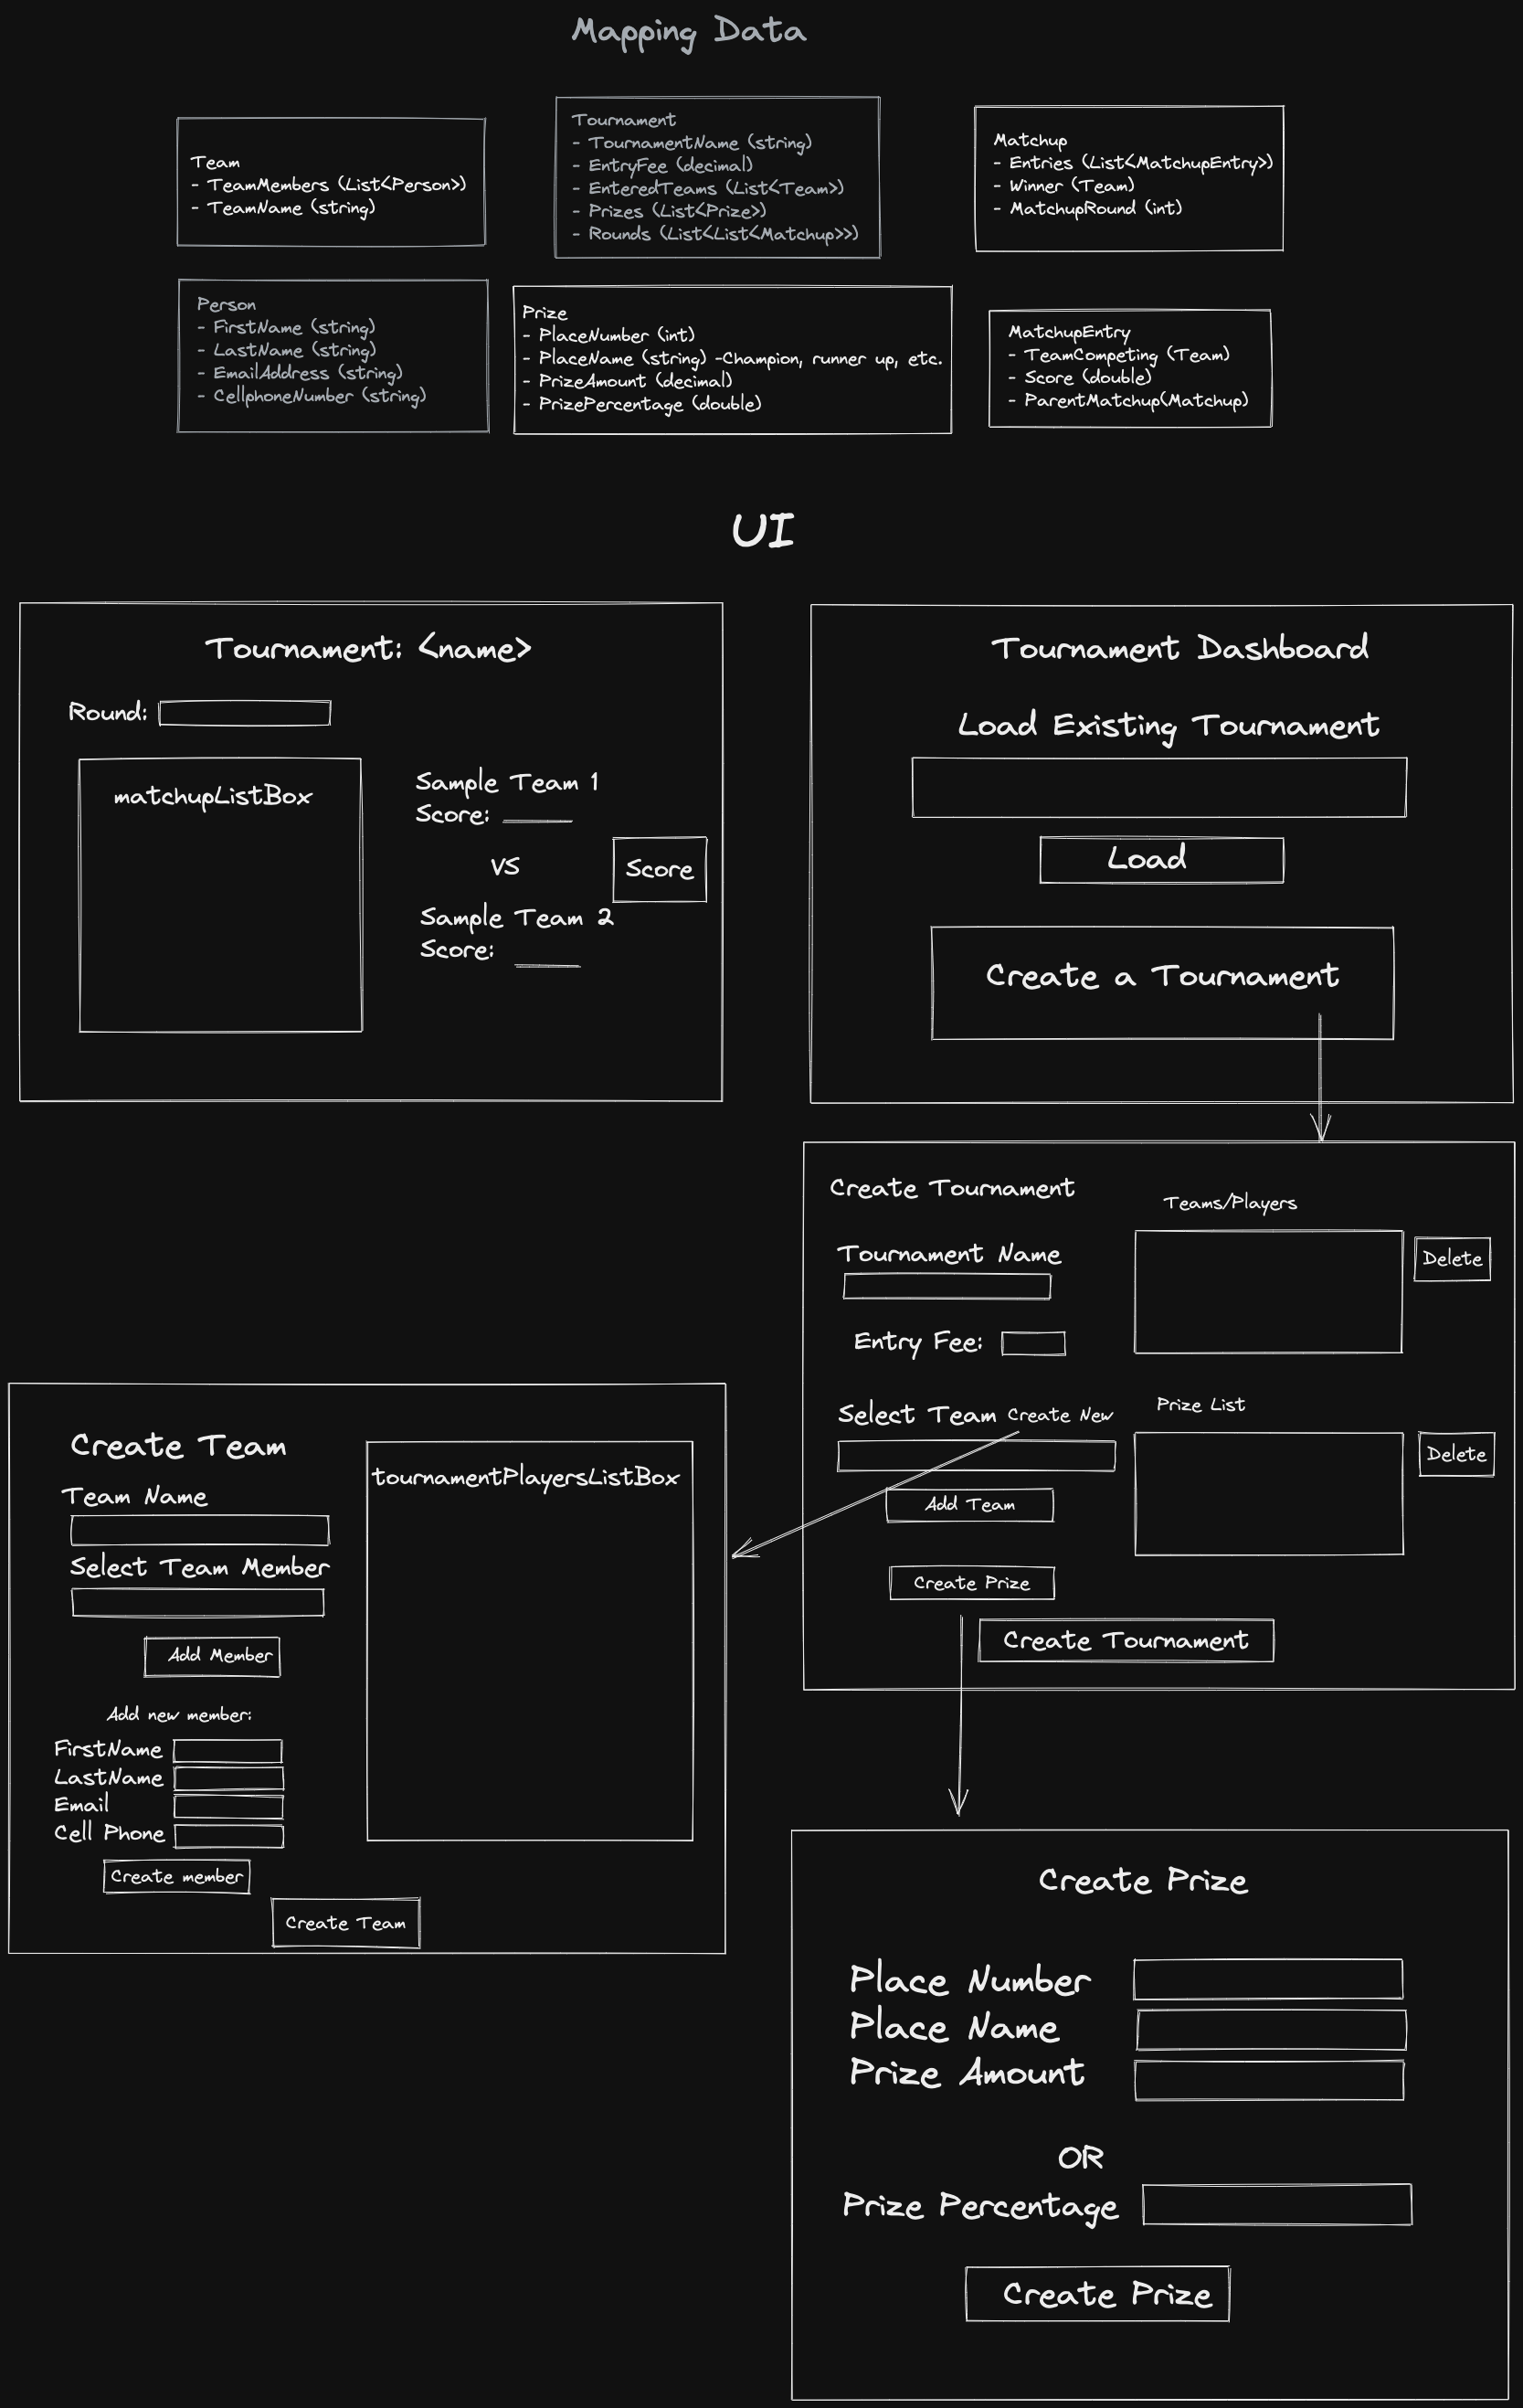 Mapping Data
Team
- TeamMembers (List<Person>)
- TeamName (string)
Tournament
- TournamentName (string)
- EntryFee (decimal)
- EnteredTeams (List<Team>)
- Prizes (List<Prize>)
- Rounds (List<List<Matchup>>)
Matchup
- Entries (List<MatchupEntry>)
- Winner (Team)
- MatchupRound (int)
Person
- FirstName (string)
- LastName (string)
- EmailAddress (string)
- CellphoneNumber (string)
Prize
- PlaceNumber (int)
- PlaceName (string) -Champion, runner up, etc.
- PrizeAmount (decimal)
- PrizePercentage (double)
MatchupEntry
- TeamCompeting (Team)
- Score (double)
- ParentMatchup(Matchup)
UI
Tournament: <name>
Round:
matchupListBox
Sample Team 1
Score:
VS
Score
Sample Team 2
Score:
Tournament Dashboard
Load Existing Tournament
Load
Create a Tournament
Create Tournament
Tournament Name
Entry Fee:
Select Team Create New
Add Team
Create Prize
Teams/Players
Delete
Prize List
Delete
Create Tournament
Create Team
Team Name
Select Team Member
Add Member
Add new member:
FirstName
LastName
Email
Cell Phone
Create member
tournamentPlayersListBox
Create Team
Create Prize
Place Number
Place Name
Prize Amount
OR
Prize Percentage
Create Prize